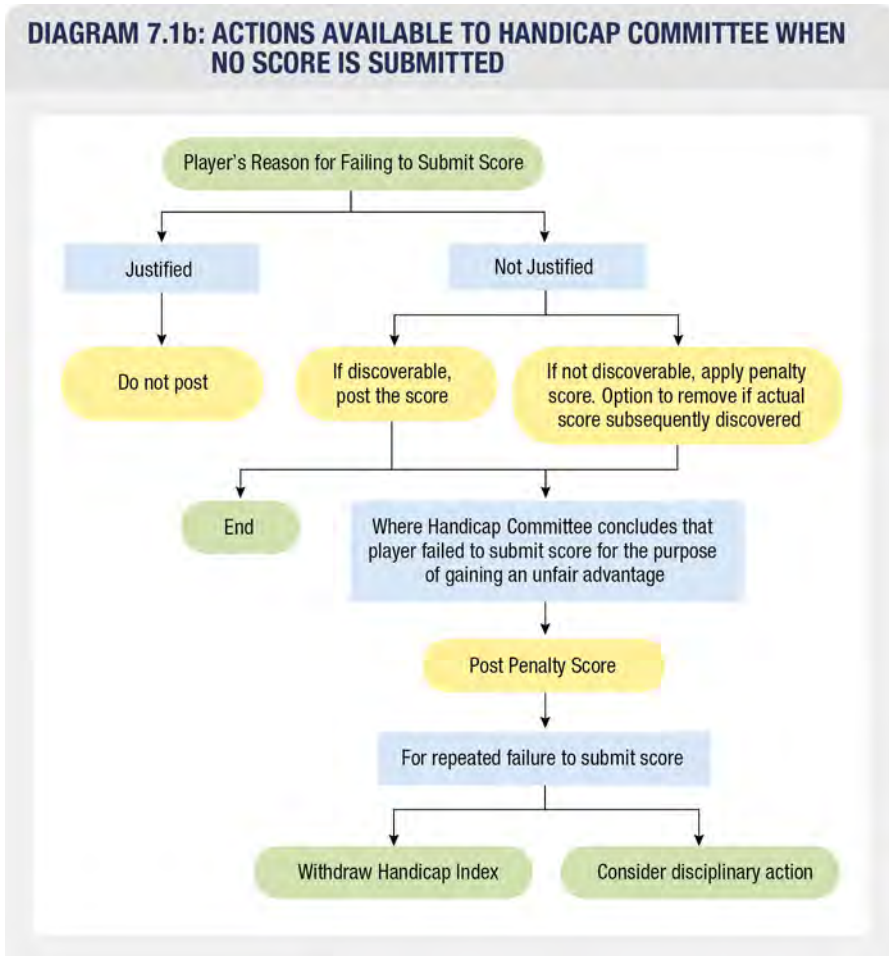 DIAGRAM 7.1b: ACTIONS AVAILABLE TO HANDICAP COMMITTEE WHEN
NO SCORE IS SUBMITTED
Player's Reason for Failing to Submit Score
Justified
Not Justified
Do not post
If discoverable,
post the score
If not discoverable, apply penalty
score. Option to remove if actual
score subsequently discovered
End
Where Handicap Committee concludes that
player failed to submit score for the purpose
of gaining an unfair advantage
Post Penalty Score
For repeated failure to submit score
Withdraw Handicap Index
Consider disciplinary action